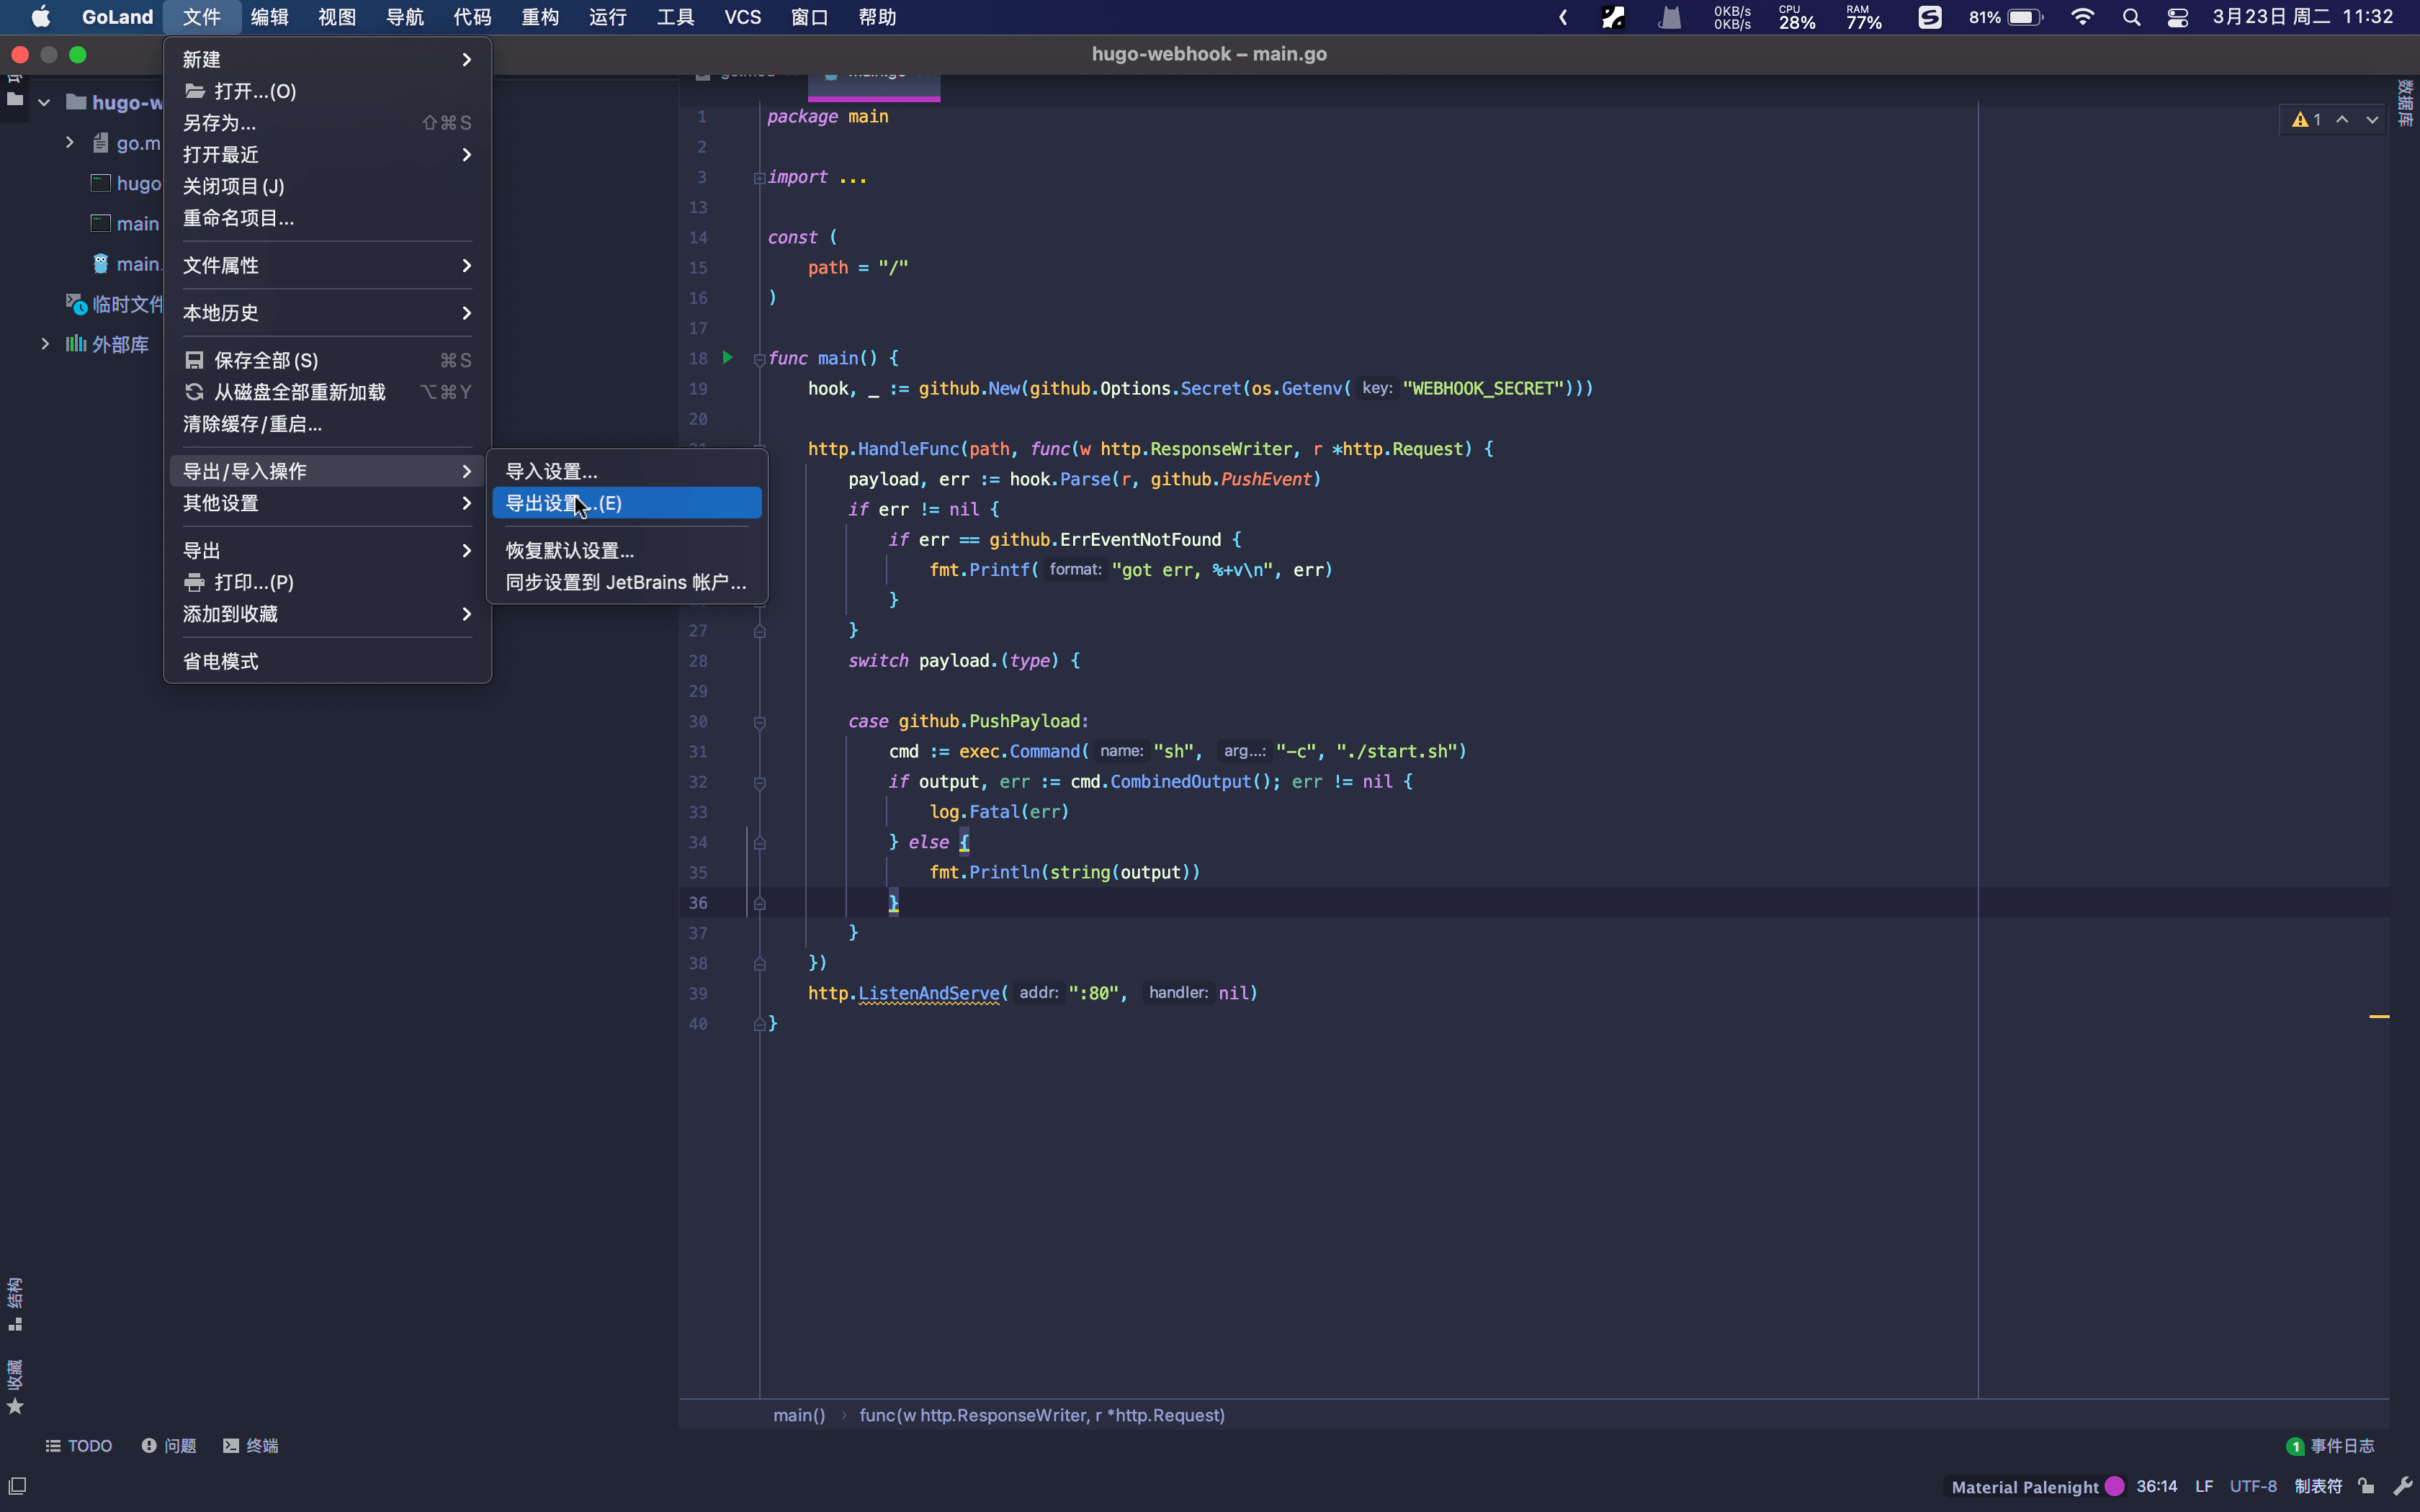 GoLand 文件 编辑 视图 导航 代码 重构 运行 工具 VCS 窗口 帮助 0KB/s 0KB/s CPU 28% RAM 77% 81% 3月23日 周二 11:32
hugo-webhook – main.go
新建
打开...(O)
另存为... ⇧⌘S
打开最近
关闭项目(J)
重命名项目...
文件属性
本地历史
保存全部(S) ⌘S
从磁盘全部重新加载 ⌥⌘Y
清除缓存/重启...
导出/导入操作
其他设置
导出
打印...(P)
添加到收藏
省电模式
导入设置...
导出设置...(E)
恢复默认设置...
同步设置到 JetBrains 帐户...
hugo-w
go.m
hugo
main
main.
临时文件
外部库
1 package main
2
3 import ...
13
14 const (
15 path = "/"
16 )
17
18 func main() {
19 hook, _ := github.New(github.Options.Secret(os.Getenv( key: "WEBHOOK_SECRET")))
20
http.HandleFunc(path, func(w http.ResponseWriter, r *http.Request) {
payload, err := hook.Parse(r, github.PushEvent)
if err != nil {
if err == github.ErrEventNotFound {
fmt.Printf( format: "got err, %+v\n", err)
}
27 }
28 switch payload.(type) {
29
30 case github.PushPayload:
31 cmd := exec.Command( name: "sh", arg...: "-c", "./start.sh")
32 if output, err := cmd.CombinedOutput(); err != nil {
33 log.Fatal(err)
34 } else {
35 fmt.Println(string(output))
36 }
37 }
38 })
39 http.ListenAndServe( addr: ":80", handler: nil)
40 }
1
数据库
结构
收藏
main() › func(w http.ResponseWriter, r *http.Request)
TODO 问题 终端 1 事件日志
Material Palenight 36:14 LF UTF-8 制表符